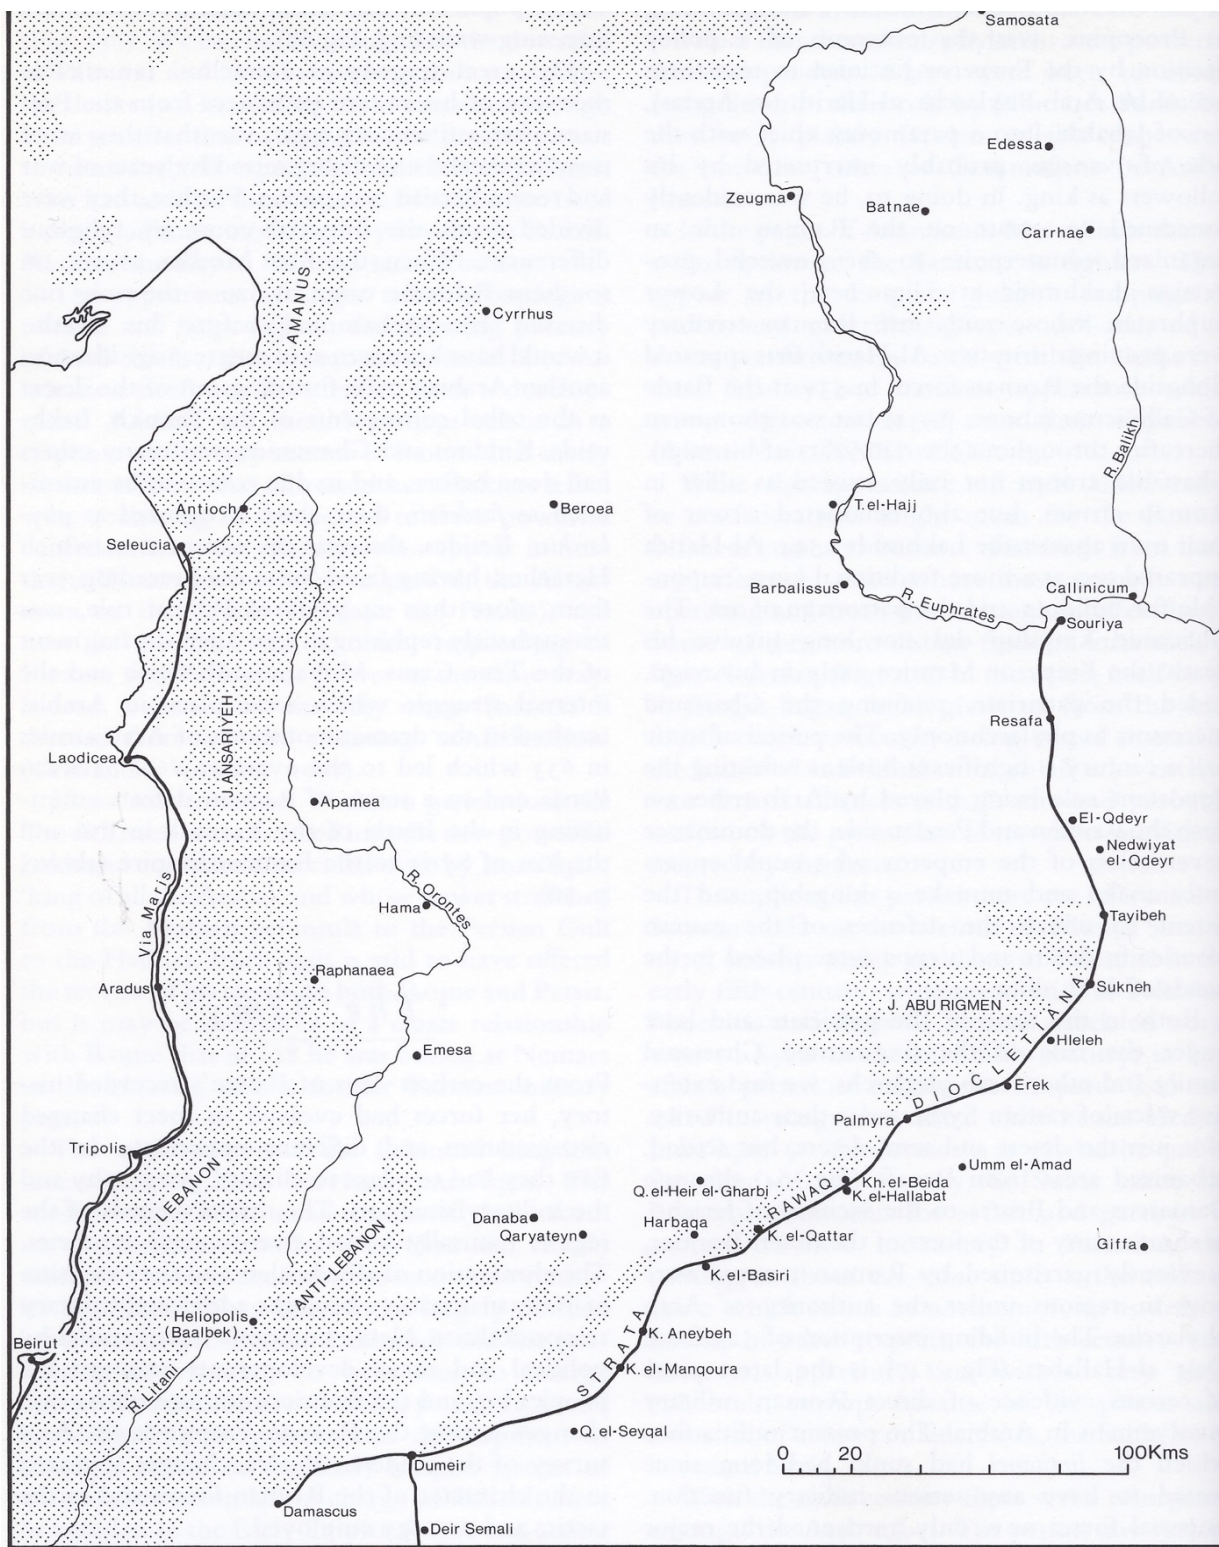 Samosata
Edessa
Zeugma
Batnae
Carrhae
AMANUS
Cyrrhus
R. Balikh
Antioch
Beroea
T. el-Hajj
Seleucia
Barbalissus
R. Euphrates
Callinicum
Souriya
J. ANSARIYEH
Resafa
Laodicea
Apamea
El-Qdeyr
Nedwiyat
el-Qdeyr
R. Orontes
Via Maris
Hama
Tayibeh
Raphanaea
Aradus
Sukneh
J. ABU RIGMEN
Hleleh
Emesa
Erek
STRATA DIOCLETIANA
Palmyra
Tripolis
LEBANON
Umm el-Amad
Kh. el-Beida
K. el-Hallabat
Q. el-Heir el-Gharbi
J. RAWAQ
Danaba
Harbaqa
Qaryateyn
K. el-Qattar
Giffa
ANTI-LEBANON
K. el-Basiri
Heliopolis
(Baalbek)
K. Aneybeh
Beirut
R. Litani
K. el-Manqoura
Q. el-Seyqal
Dumeir
0 20 100Kms
Damascus
Deir Semali